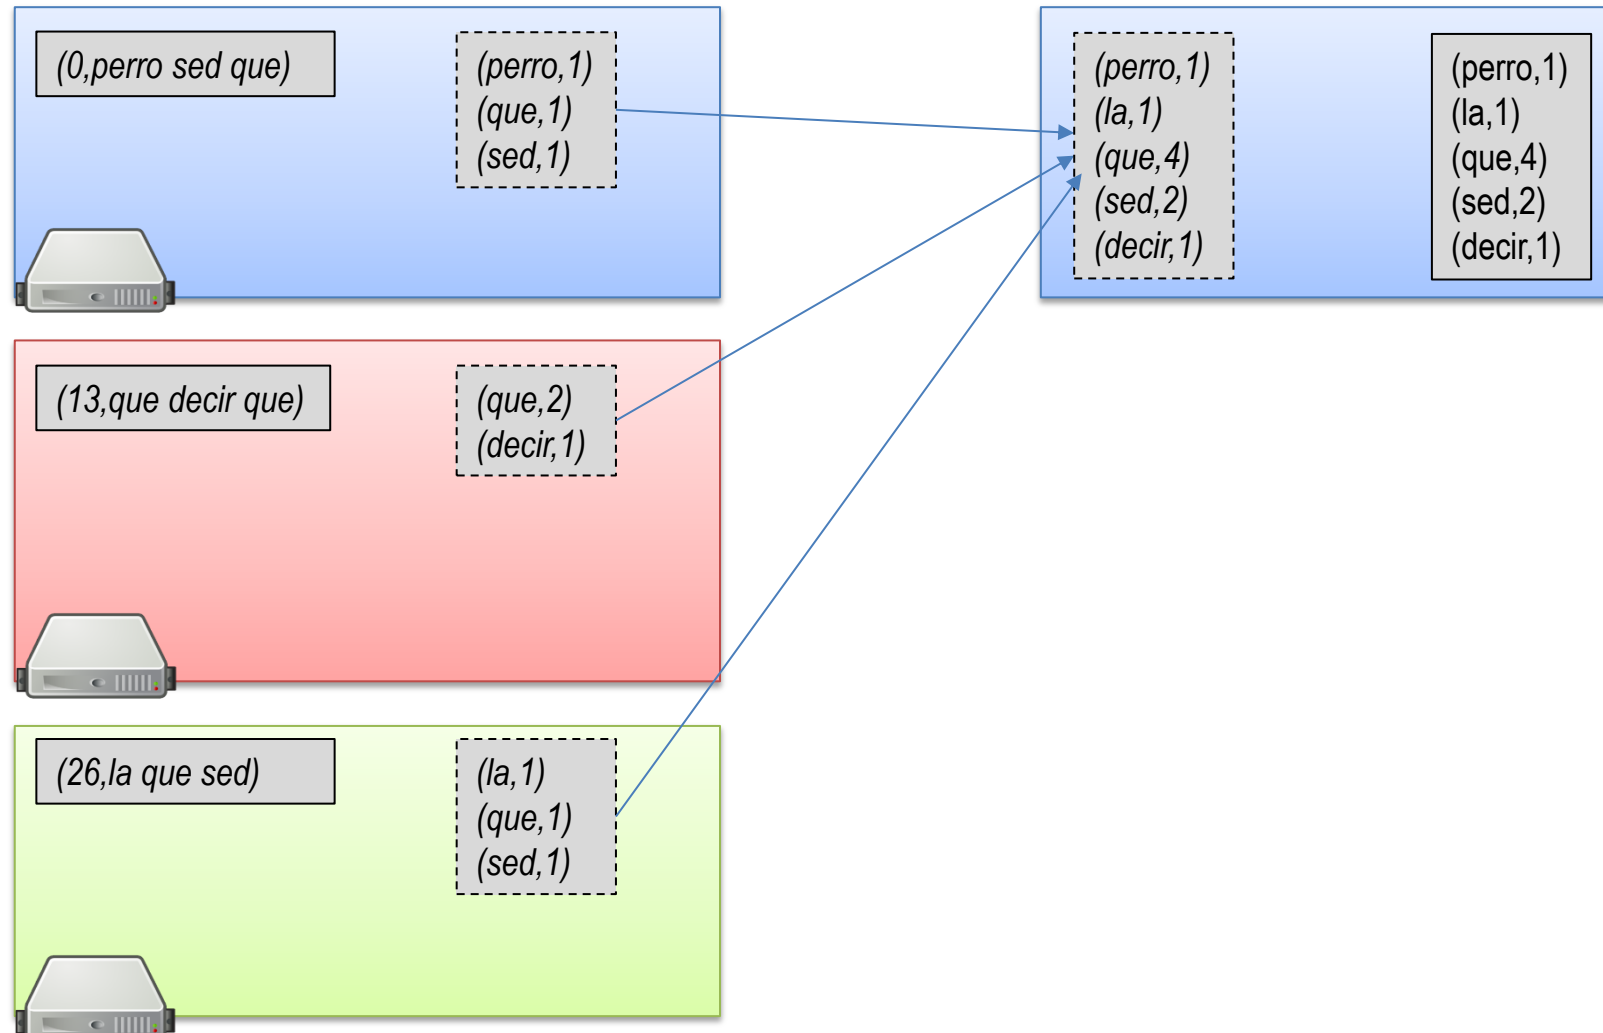 (0,perro sed que)
(perro,1)
(que,1)
(sed,1)
(perro,1)
(la,1)
(que,4)
(sed,2)
(decir,1)
(perro,1)
(la,1)
(que,4)
(sed,2)
(decir,1)
(13,que decir que)
(que,2)
(decir,1)
(26,la que sed)
(la,1)
(que,1)
(sed,1)